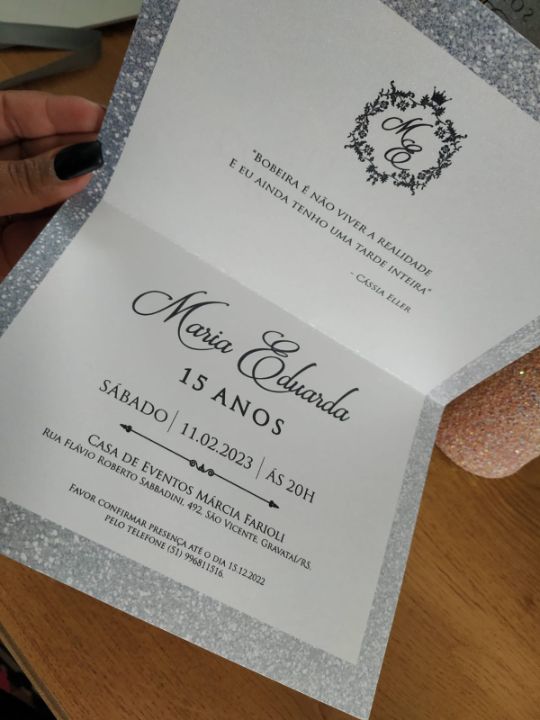 M E
"BOBEIRA É NÃO VIVER A REALIDADE
E EU AINDA TENHO UMA TARDE INTEIRA"
- CÁSSIA ELLER
Maria Eduarda
15 ANOS
SÁBADO | 11.02.2023 | ÁS 20H
CASA DE EVENTOS MÁRCIA FARIOLI
RUA FLÁVIO ROBERTO SABBADINI, 492, SÃO VICENTE, GRAVATAÍ/RS.
FAVOR CONFIRMAR PRESENÇA ATÉ O DIA 15.12.2022
PELO TELEFONE (51) 996811516.